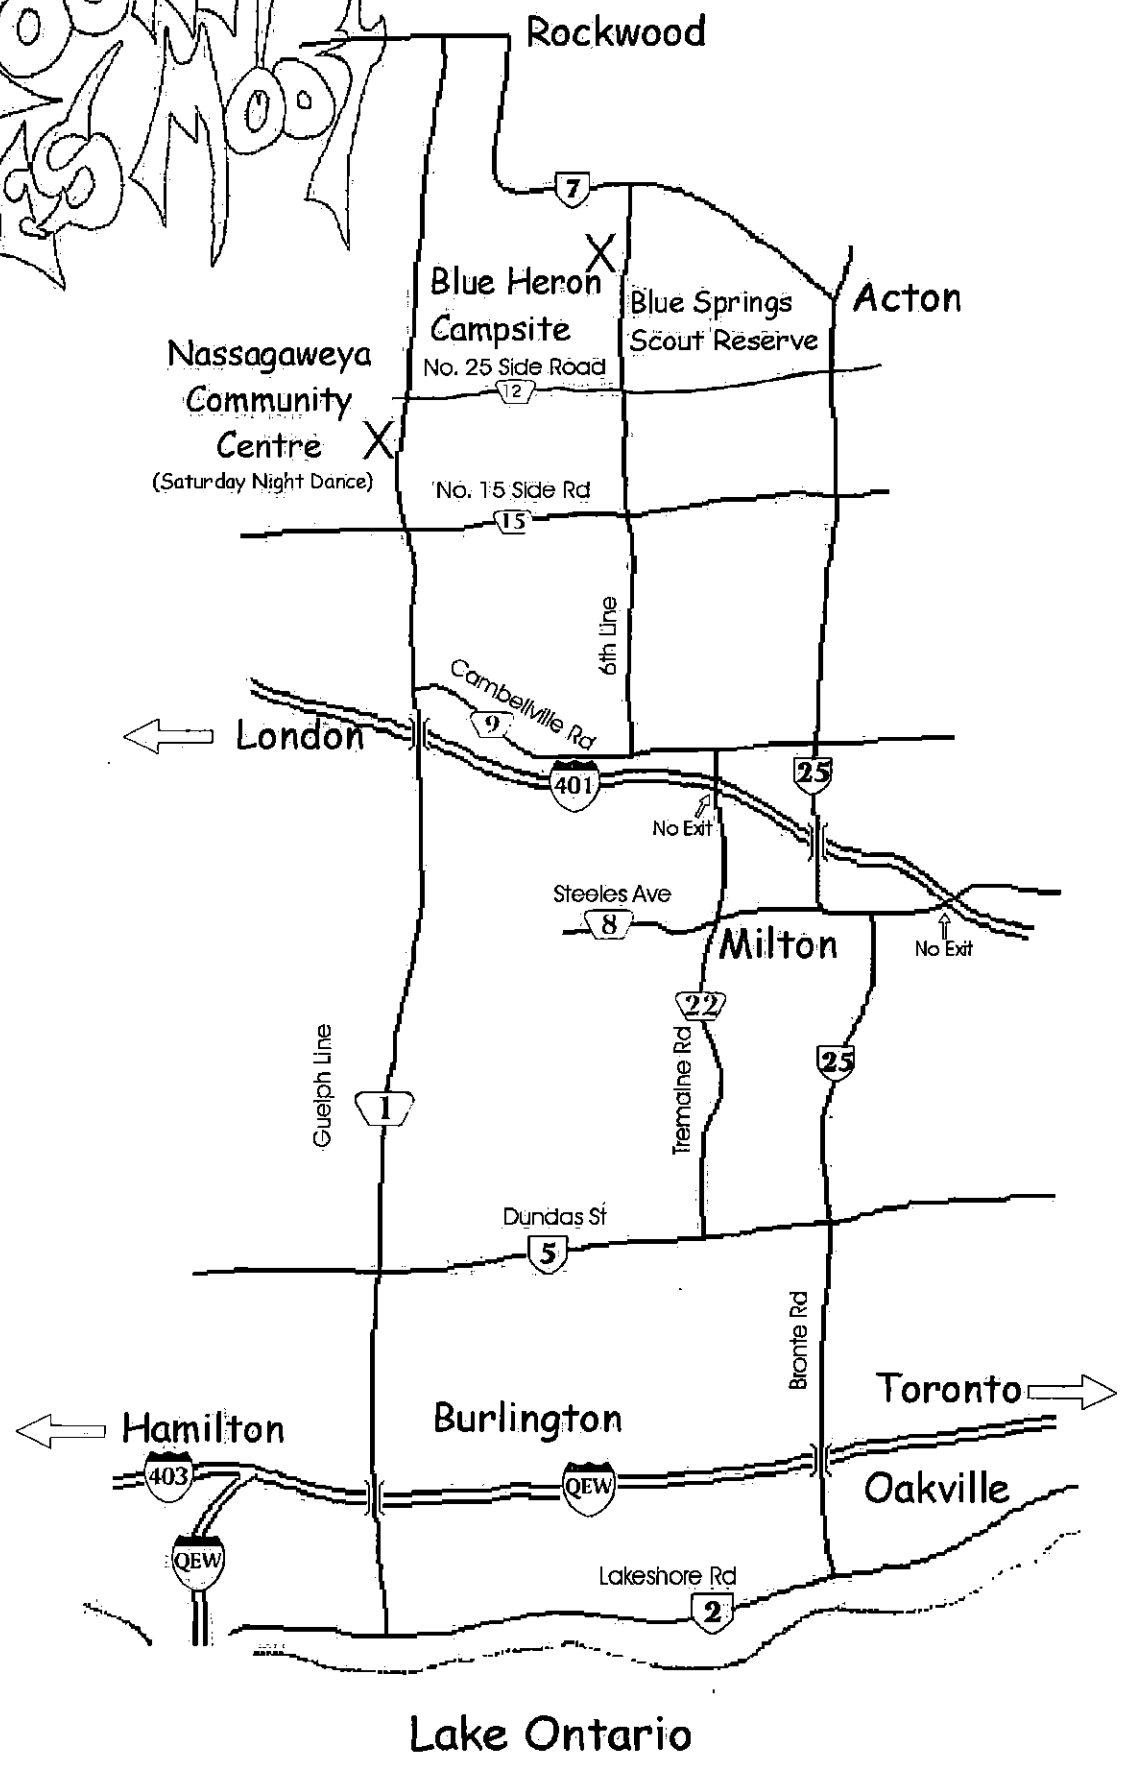 Rockwood
7
X
Blue Heron
Campsite
Blue Springs
Scout Reserve
Acton
Nassagaweya
Community
Centre
X
(Saturday Night Dance)
No. 25 Side Road
12
No. 15 Side Rd
15
6th Line
Cambellville Rd
9
London
401
25
No Exit
Steeles Ave
8
Milton
No Exit
22
Tremaine Rd
25
Guelph Line
1
Dundas St
5
Bronte Rd
Toronto
Hamilton
Burlington
403
QEW
Oakville
QEW
Lakeshore Rd
2
Lake Ontario